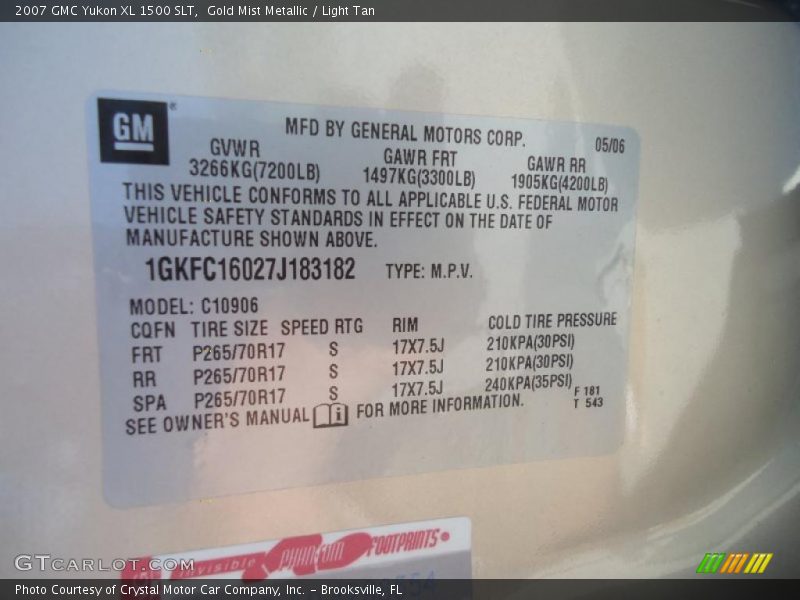 2007 GMC Yukon XL 1500 SLT,  Gold Mist Metallic / Light Tan
GM®
MFD BY GENERAL MOTORS CORP. 05/06
GVWR GAWR FRT GAWR RR
3266KG(7200LB) 1497KG(3300LB) 1905KG(4200LB)
THIS VEHICLE CONFORMS TO ALL APPLICABLE U.S. FEDERAL MOTOR
VEHICLE SAFETY STANDARDS IN EFFECT ON THE DATE OF
MANUFACTURE SHOWN ABOVE.
1GKFC16027J183182 TYPE: M.P.V.
MODEL: C10906
CQFN TIRE SIZE SPEED RTG RIM COLD TIRE PRESSURE
FRT P265/70R17 S 17X7.5J 210KPA(30PSI)
RR P265/70R17 S 17X7.5J 210KPA(30PSI)
SPA P265/70R17 S 17X7.5J 240KPA(35PSI)
SEE OWNER'S MANUAL FOR MORE INFORMATION. F 181
T 543
invisible PHANTOM FOOTPRINTS
GTcarlot.com
Photo Courtesy of Crystal Motor Car Company, Inc. – Brooksville, FL